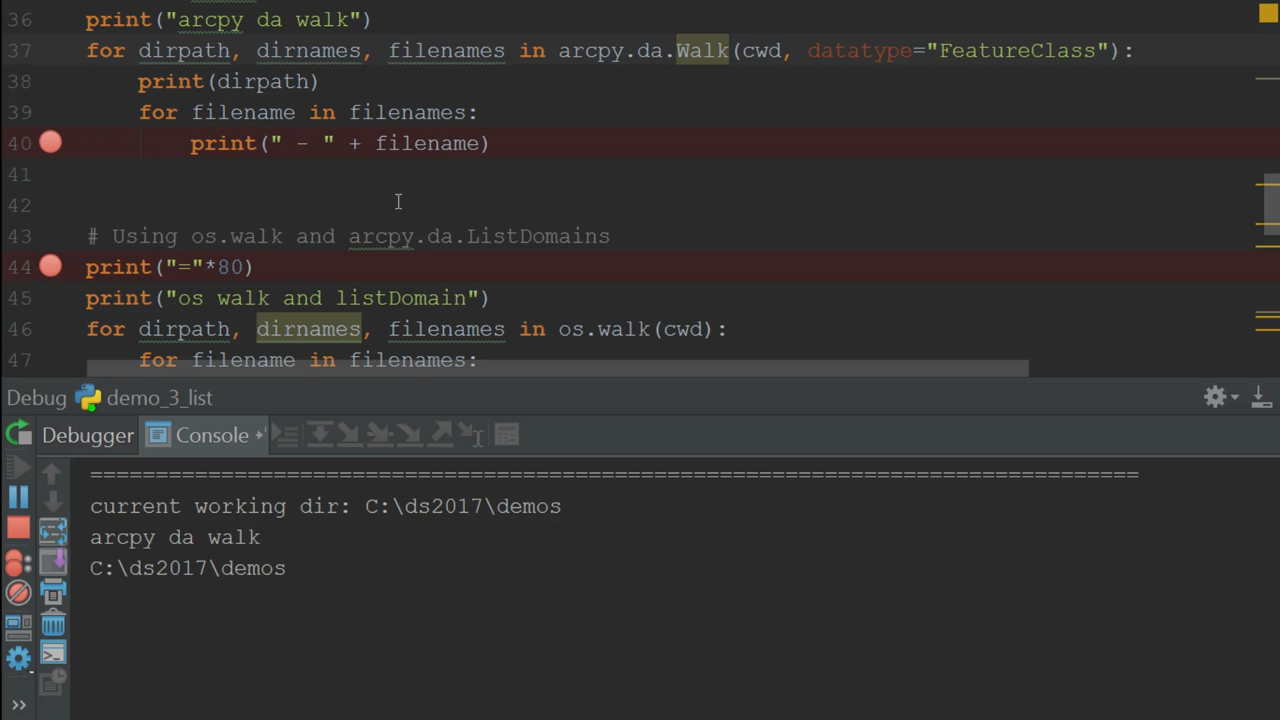 36 print("arcpy da walk")
37 for dirpath, dirnames, filenames in arcpy.da.Walk(cwd, datatype="FeatureClass"):
38 print(dirpath)
39 for filename in filenames:
40 print(" - " + filename)
41
42
43 # Using os.walk and arcpy.da.ListDomains
44 print("="*80)
45 print("os walk and listDomain")
46 for dirpath, dirnames, filenames in os.walk(cwd):
47 for filename in filenames:
Debug demo_3_list
Debugger Console
================================================================================
current working dir: C:\ds2017\demos
arcpy da walk
C:\ds2017\demos